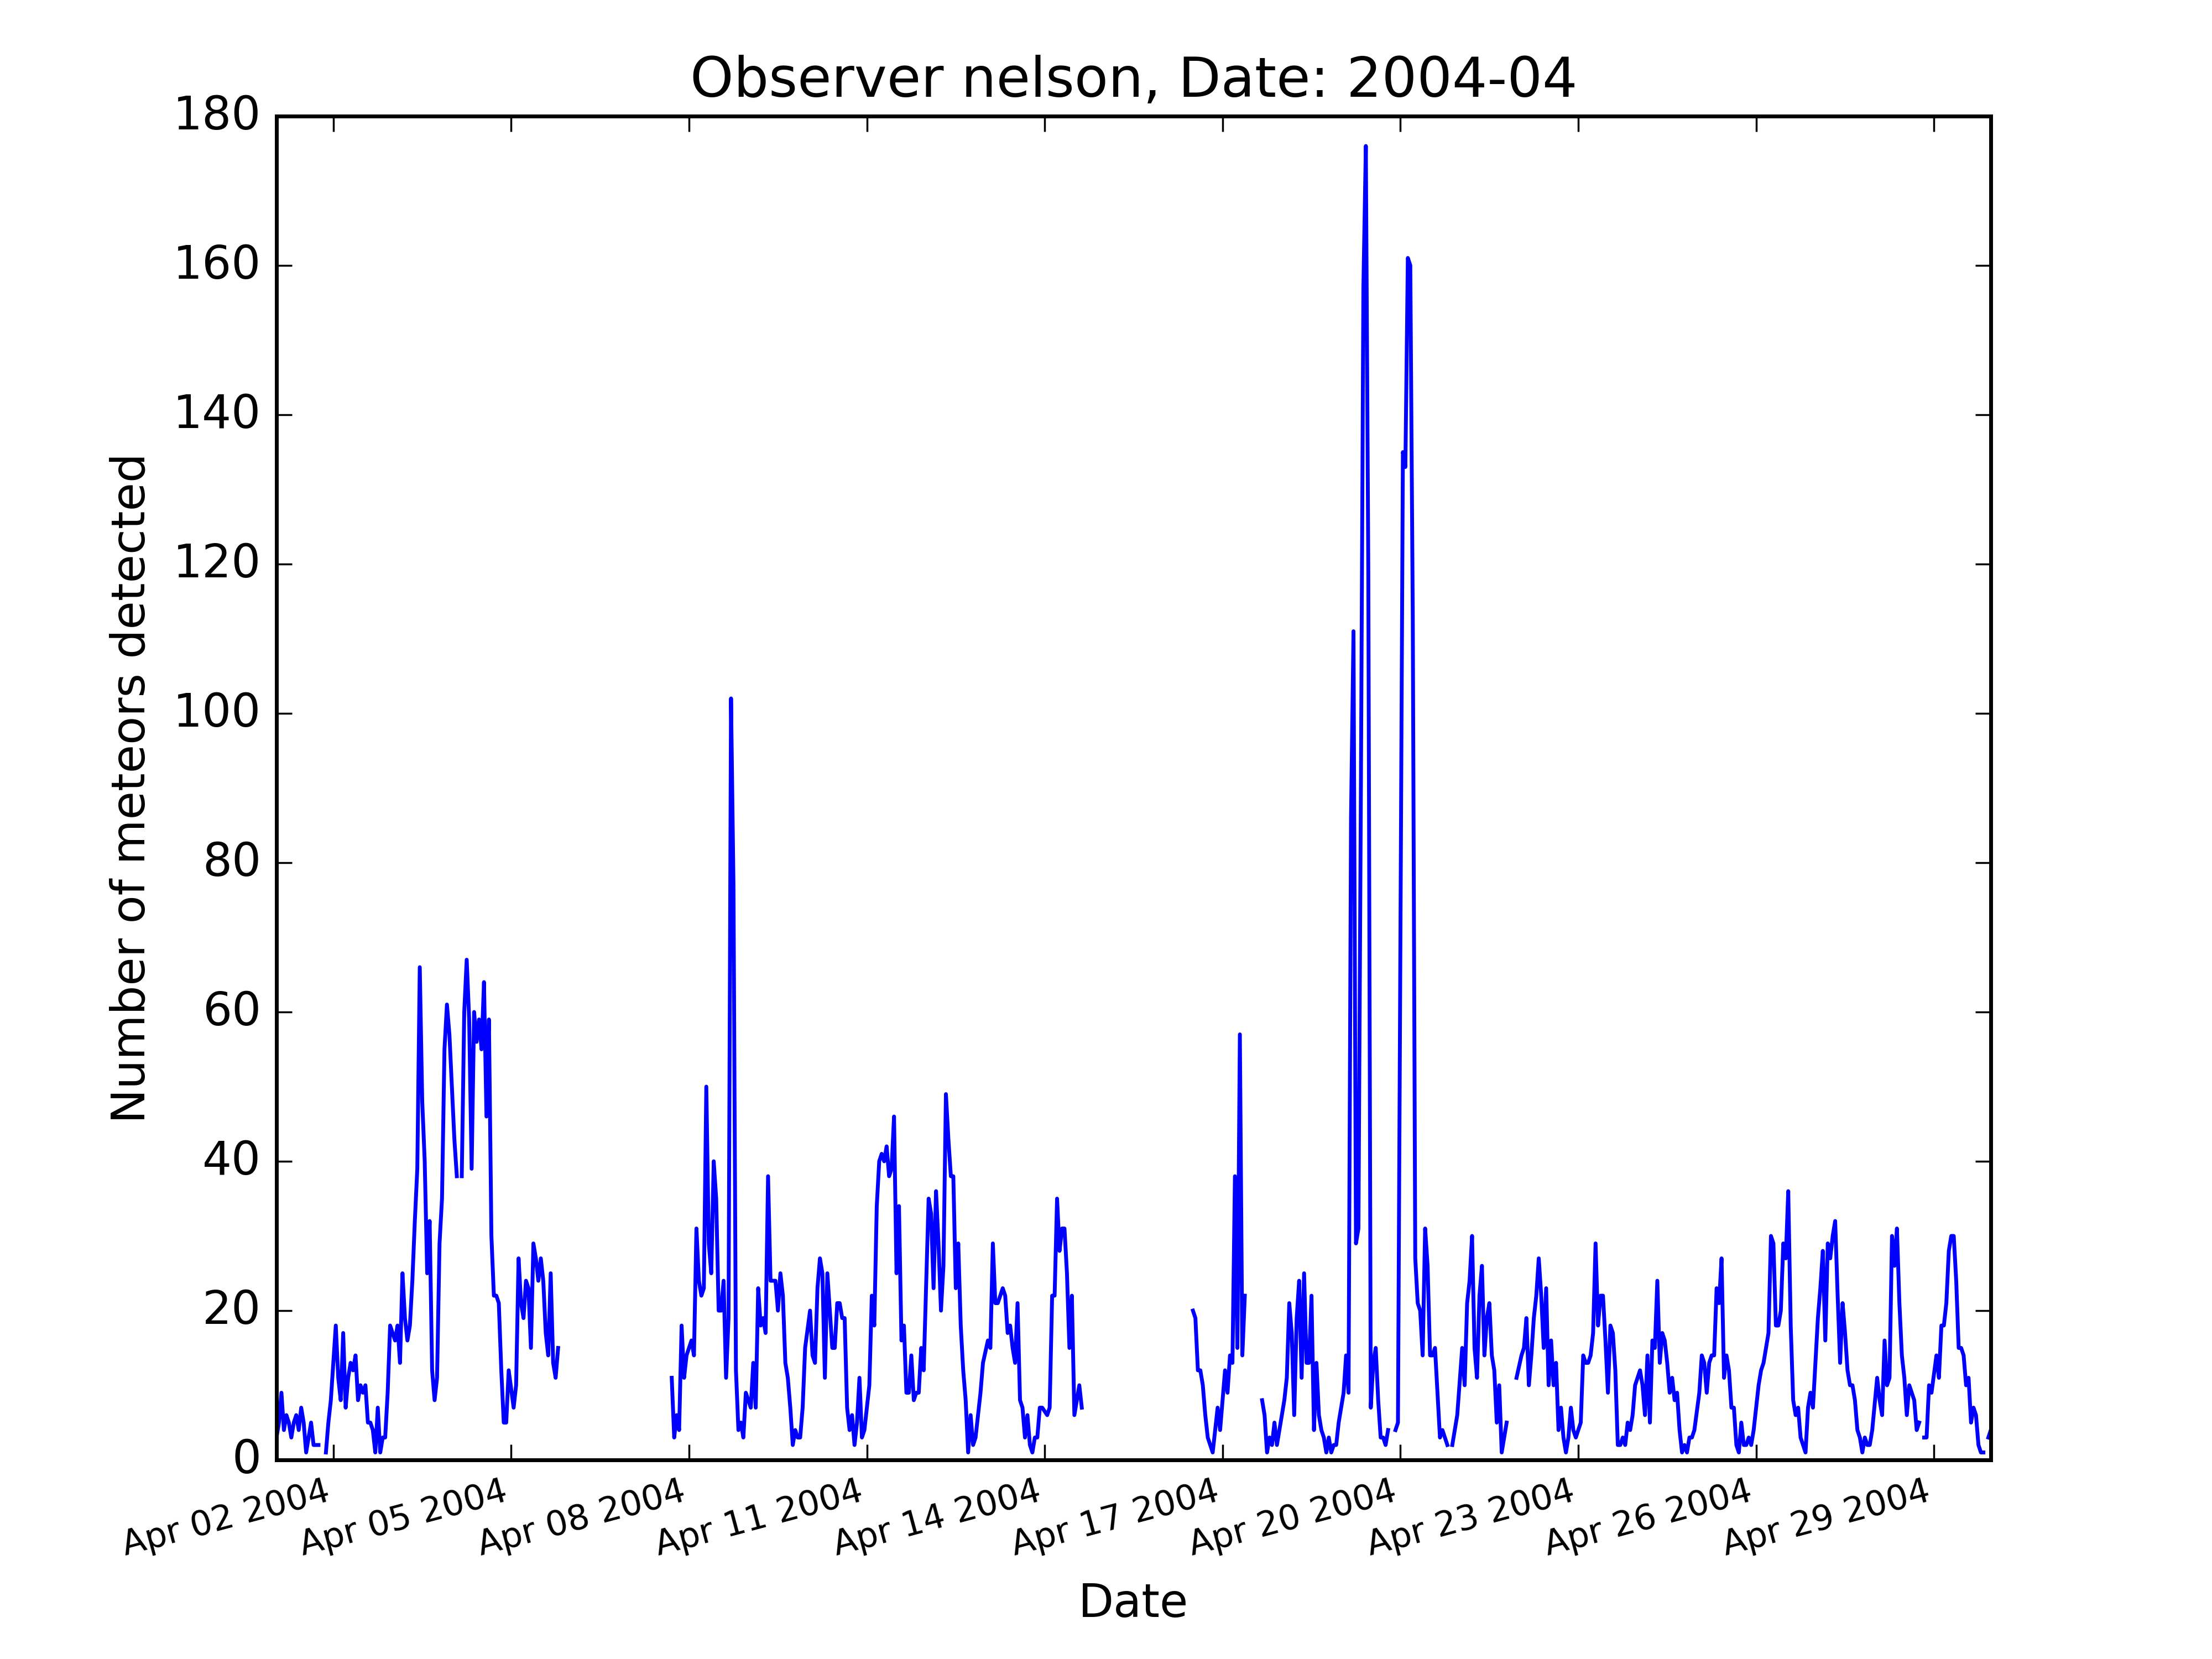 Observer nelson, Date: 2004-04
180
160
140
120
100
80
60
40
20
0
Number of meteors detected
Apr 02 2004
Apr 05 2004
Apr 08 2004
Apr 11 2004
Apr 14 2004
Apr 17 2004
Apr 20 2004
Apr 23 2004
Apr 26 2004
Apr 29 2004
Date